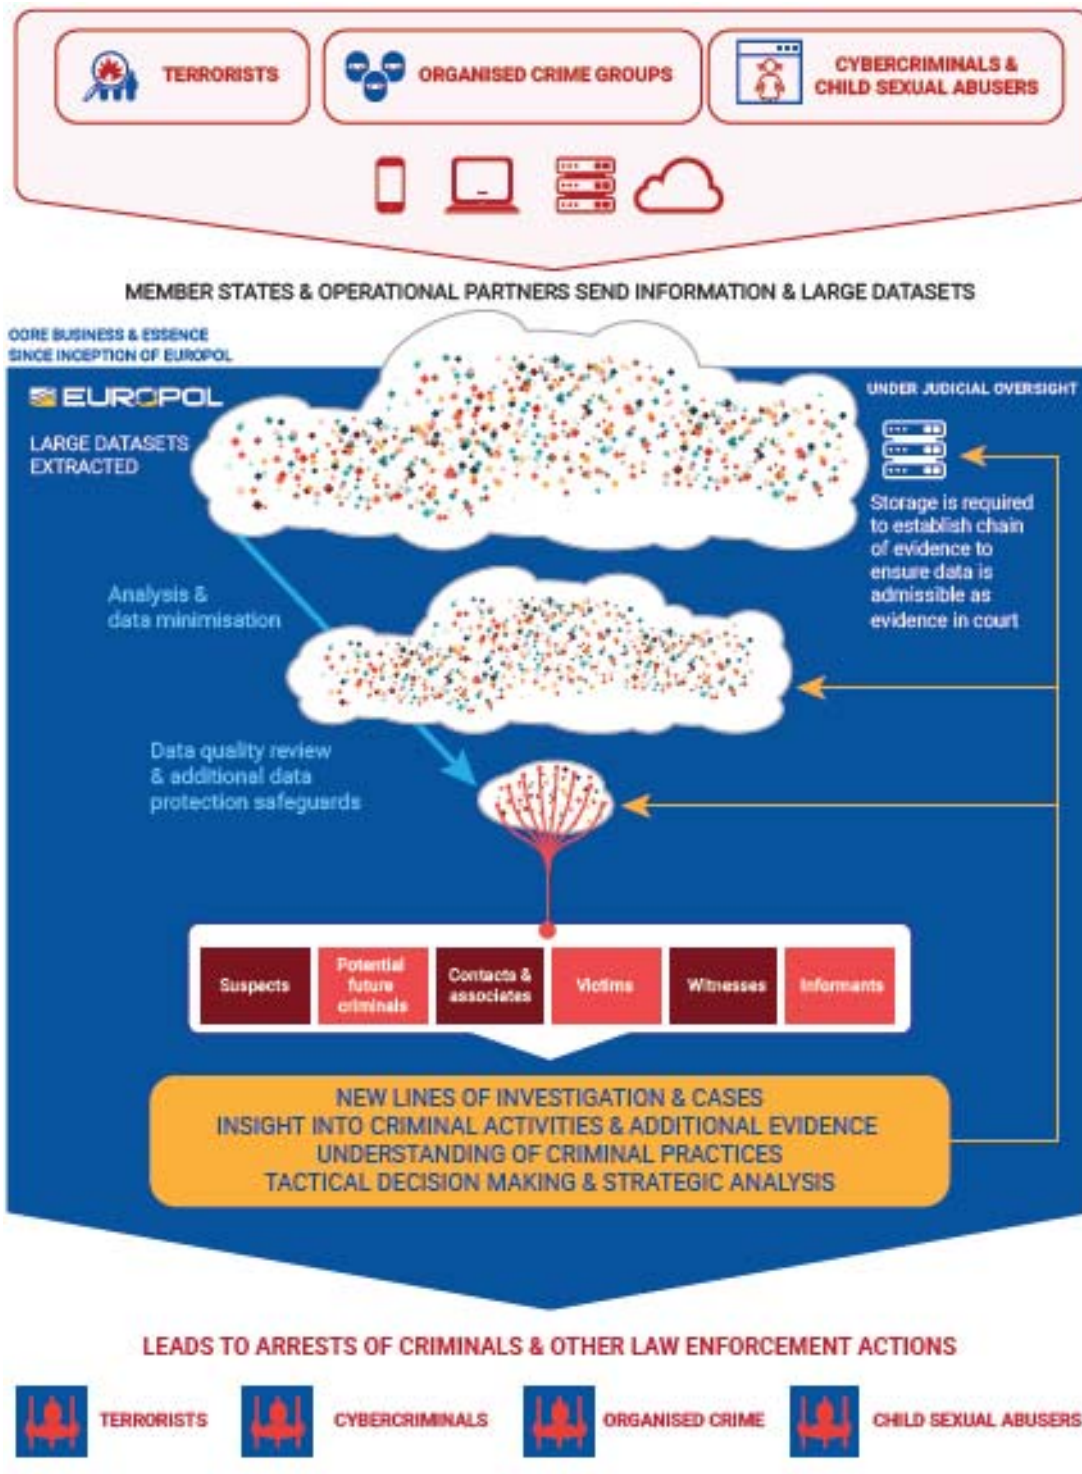 TERRORISTS
ORGANISED CRIME GROUPS
CYBERCRIMINALS &
CHILD SEXUAL ABUSERS
MEMBER STATES & OPERATIONAL PARTNERS SEND INFORMATION & LARGE DATASETS
CORE BUSINESS & ESSENCE
SINCE INCEPTION OF EUROPOL
EUROPOL
UNDER JUDICIAL OVERSIGHT
LARGE DATASETS
EXTRACTED
Storage is required
to establish chain
of evidence to
ensure data is
admissible as
evidence in court
Analysis &
data minimisation
Data quality review
& additional data
protection safeguards
Suspects
Potential
future
criminals
Contacts &
associates
Victims
Witnesses
Informants
NEW LINES OF INVESTIGATION & CASES
INSIGHT INTO CRIMINAL ACTIVITIES & ADDITIONAL EVIDENCE
UNDERSTANDING OF CRIMINAL PRACTICES
TACTICAL DECISION MAKING & STRATEGIC ANALYSIS
LEADS TO ARRESTS OF CRIMINALS & OTHER LAW ENFORCEMENT ACTIONS
TERRORISTS
CYBERCRIMINALS
ORGANISED CRIME
CHILD SEXUAL ABUSERS